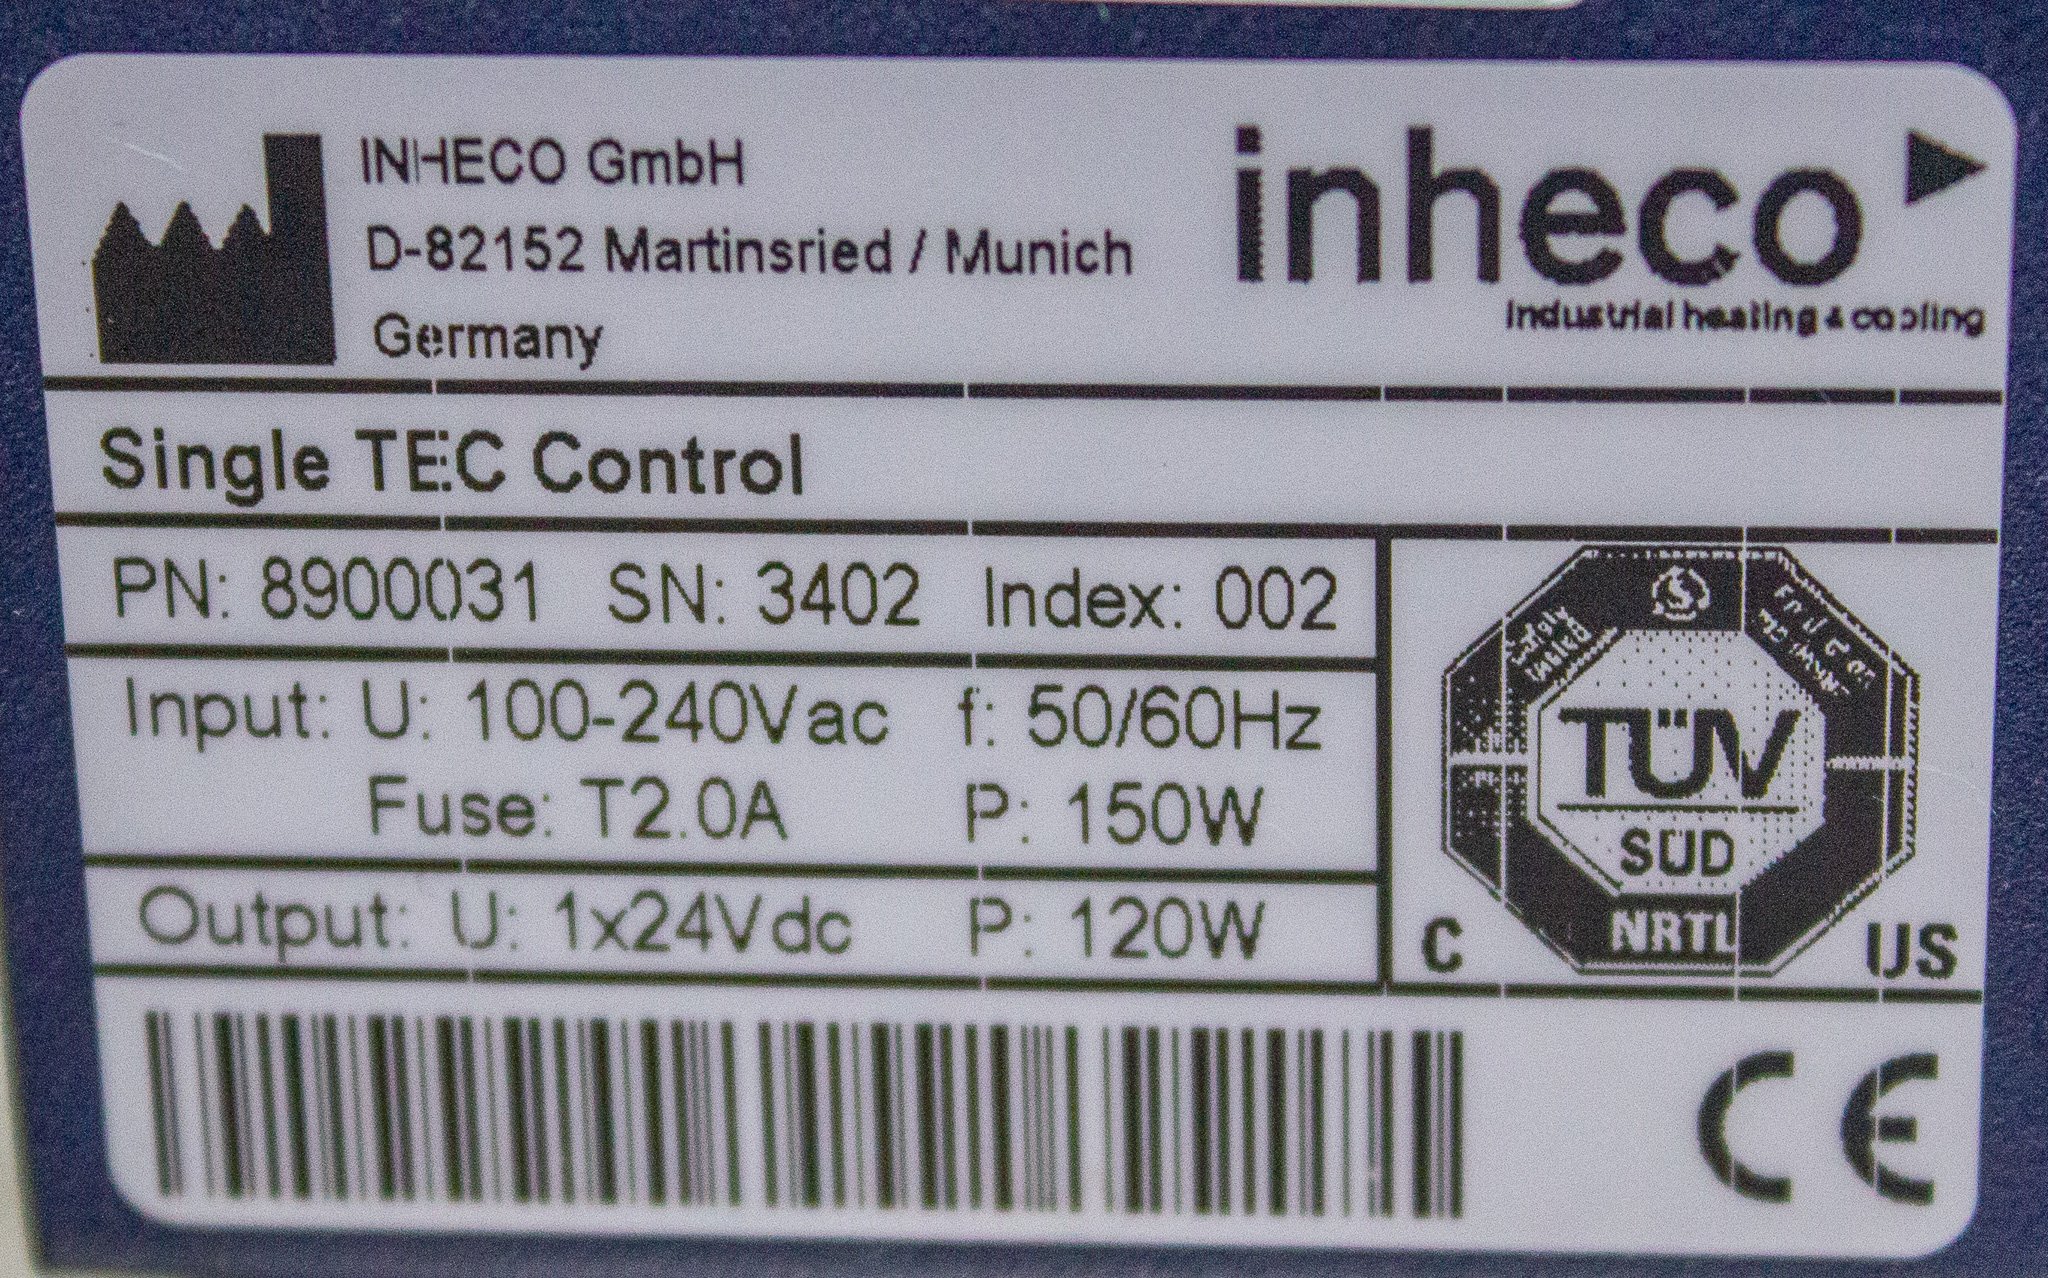 INHECO GmbH
D-82152 Martinsried / Munich
Germany
inheco
industrial heating & cooling
Single TEC Control
PN: 8900031 SN: 3402 Index: 002
Input: U: 100-240Vac f: 50/60Hz
Fuse: T2.0A P: 150W
Output: U: 1x24Vdc P: 120W
TÜV
SÜD
NRTL
C US
CE